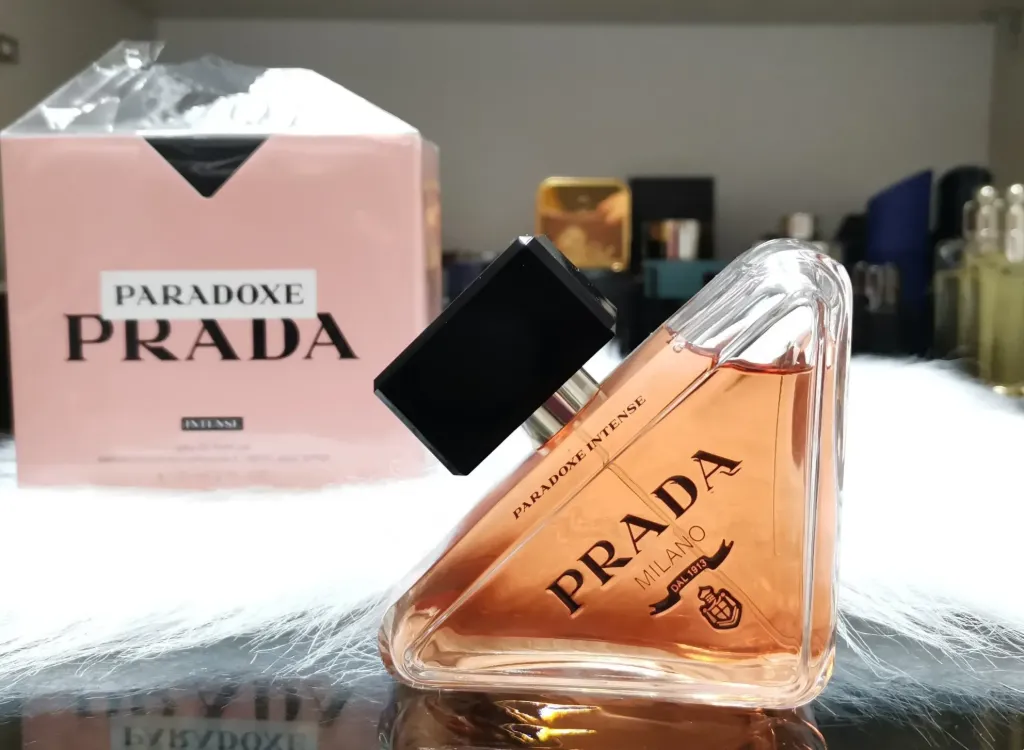 PARADOXE
PRADA
INTENSE
PARADOXE INTENSE
PRADA
MILANO
DAL 1913